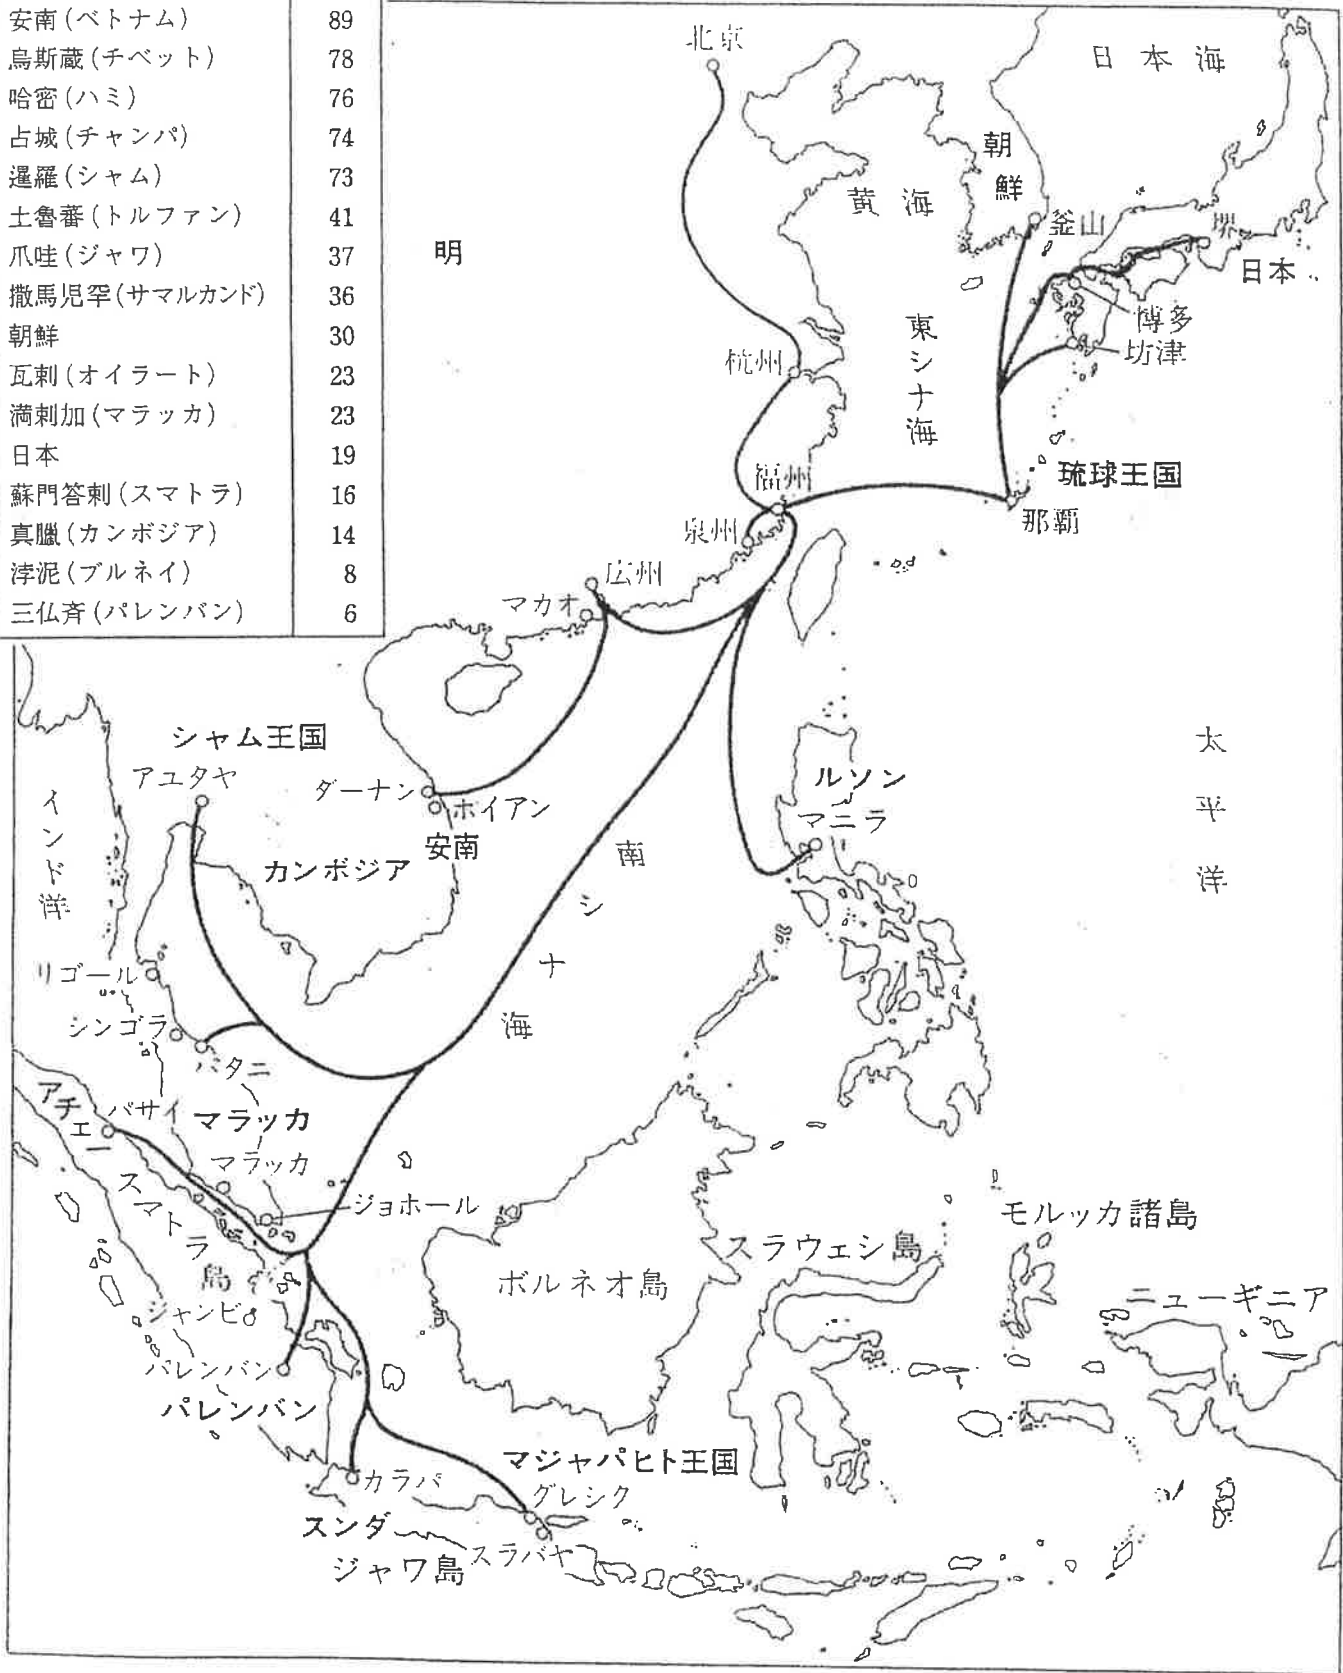 安南(ベトナム) 89
烏斯蔵(チベット) 78
哈密(ハミ) 76
占城(チャンパ) 74
暹羅(シャム) 73
土魯蕃(トルファン) 41
爪哇(ジャワ) 37
撒馬児罕(サマルカンド) 36
朝鮮 30
瓦剌(オイラート) 23
満剌加(マラッカ) 23
日本 19
蘇門答剌(スマトラ) 16
真臘(カンボジア) 14
浡泥(ブルネイ) 8
三仏斉(パレンバン) 6
北京
日本海
朝鮮
黄海
釜山
堺
日本
明
博多
坊津
東シナ海
杭州
福州
琉球王国
那覇
泉州
広州
マカオ
太平洋
シャム王国
アユタヤ
インド洋
ダーナン
ホイアン
安南
カンボジア
ルソン
マニラ
南シナ海
リゴール
シンゴラ
パタニ
アチェー
パサイ
マラッカ
マラッカ
ジョホール
スマトラ島
モルッカ諸島
スラウェシ島
ボルネオ島
ニューギニア
ジャンビ
パレンバン
パレンバン
マジャパヒト王国
カラパ
グレシク
スンダ
スラバヤ
ジャワ島